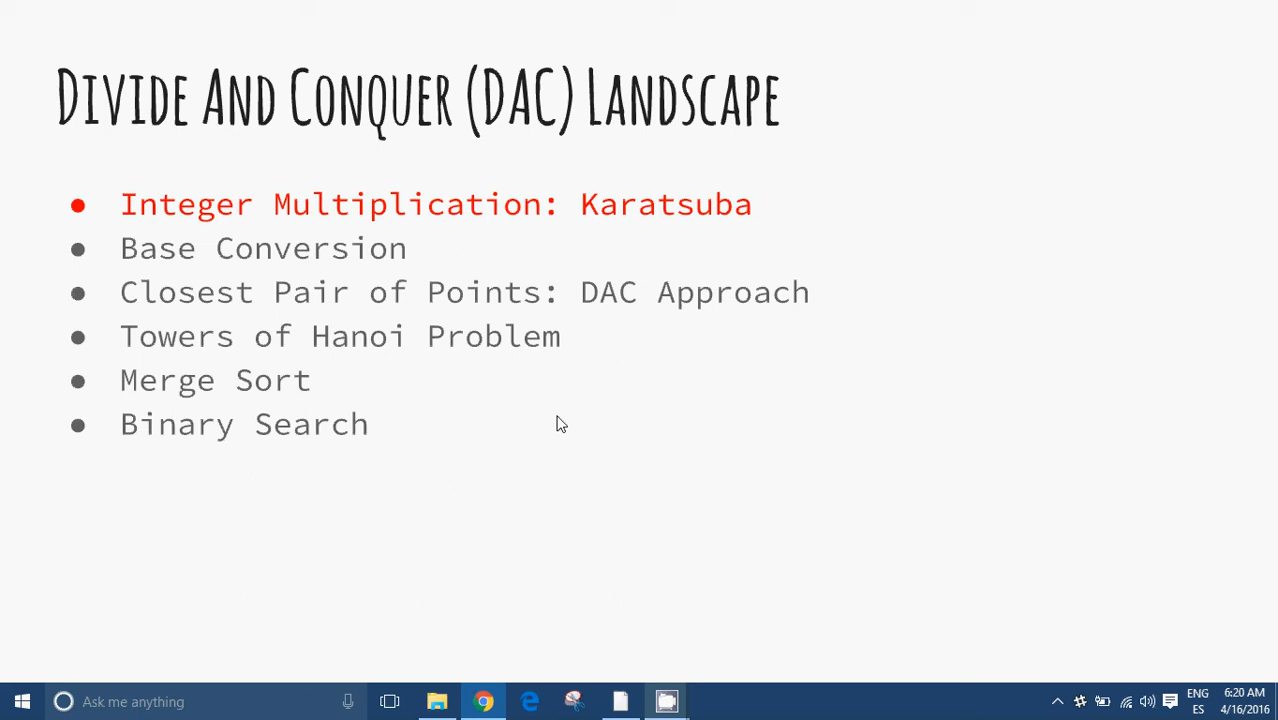 Divide And Conquer (DAC) Landscape
● Integer Multiplication: Karatsuba
● Base Conversion
● Closest Pair of Points: DAC Approach
● Towers of Hanoi Problem
● Merge Sort
● Binary Search
Ask me anything
ENG
ES
6:20 AM
4/16/2016